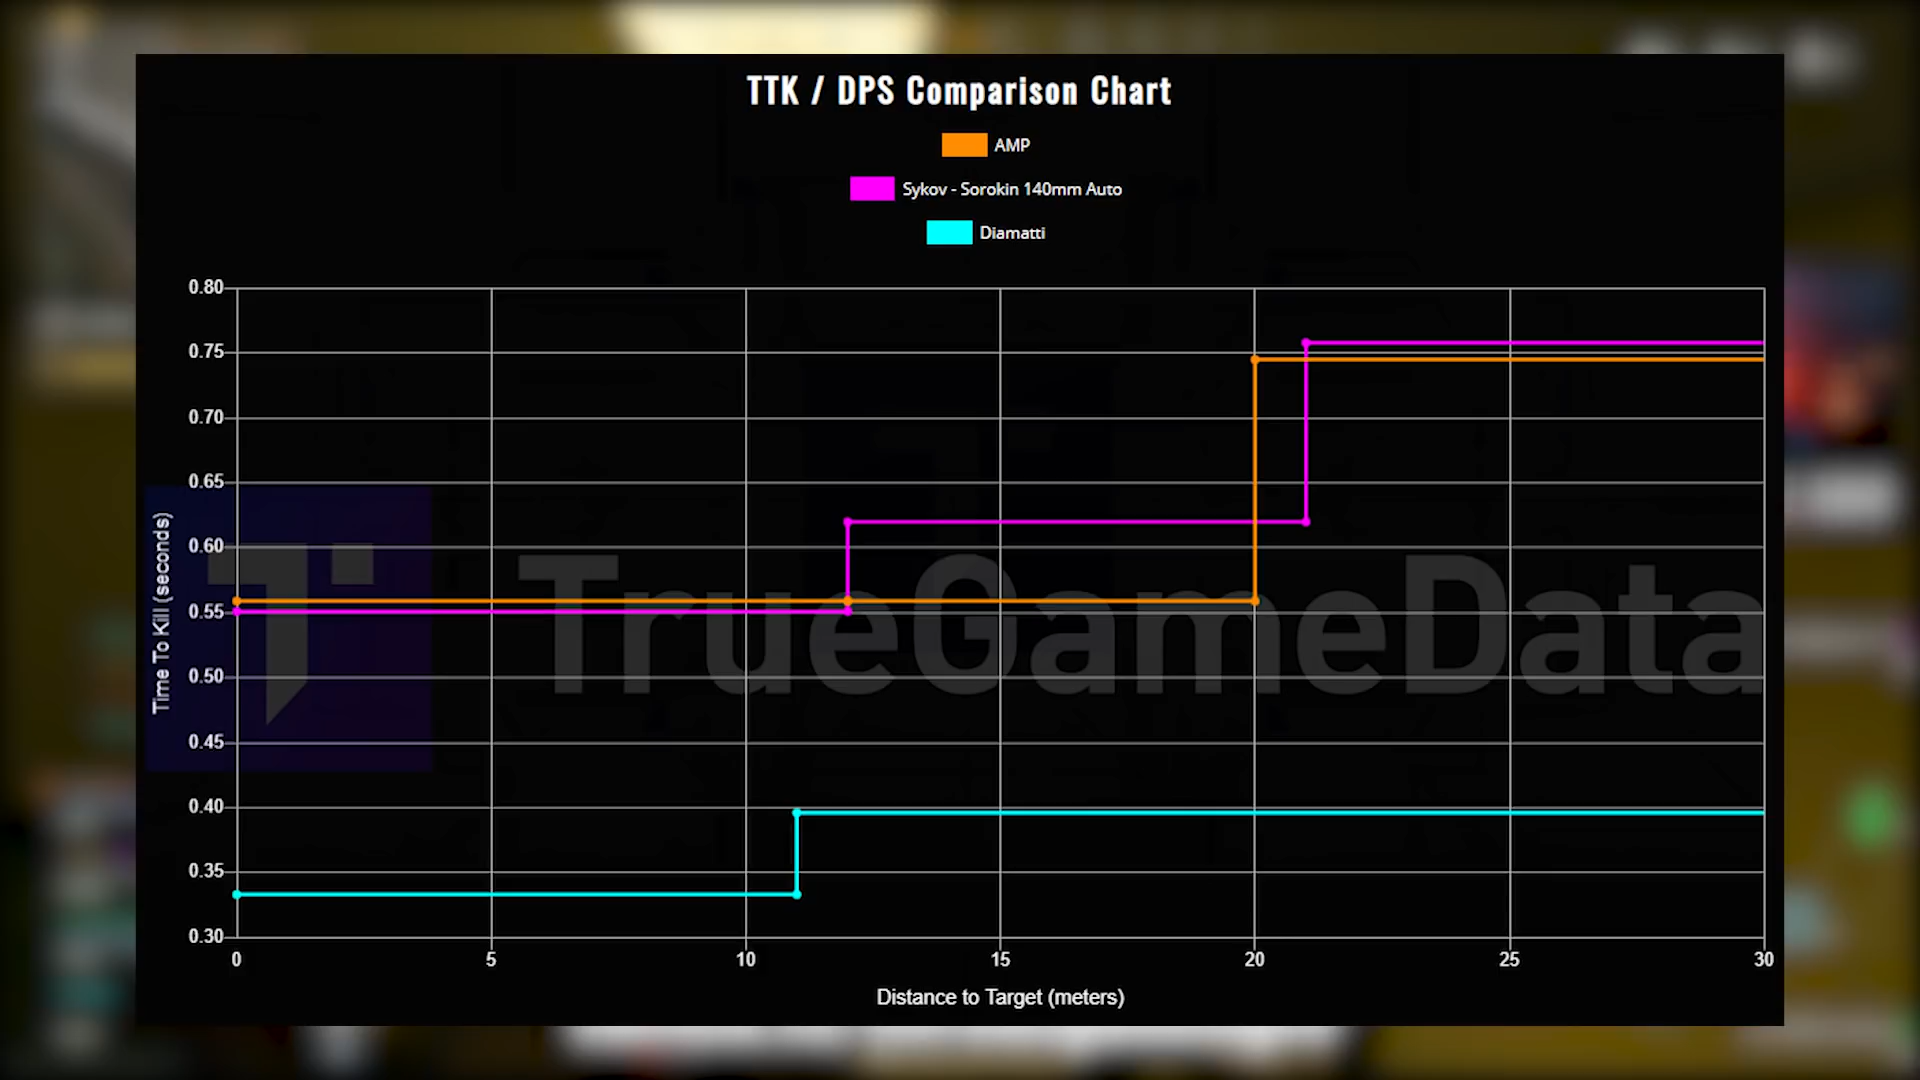 TTK / DPS Comparison Chart
AMP
Sykov - Sorokin 140mm Auto
Diamatti
0.80
0.75
0.70
0.65
0.60
0.55
0.50
0.45
0.40
0.35
0.30
Time To Kill (seconds)
TrueGameData
0 5 10 15 20 25 30
Distance to Target (meters)